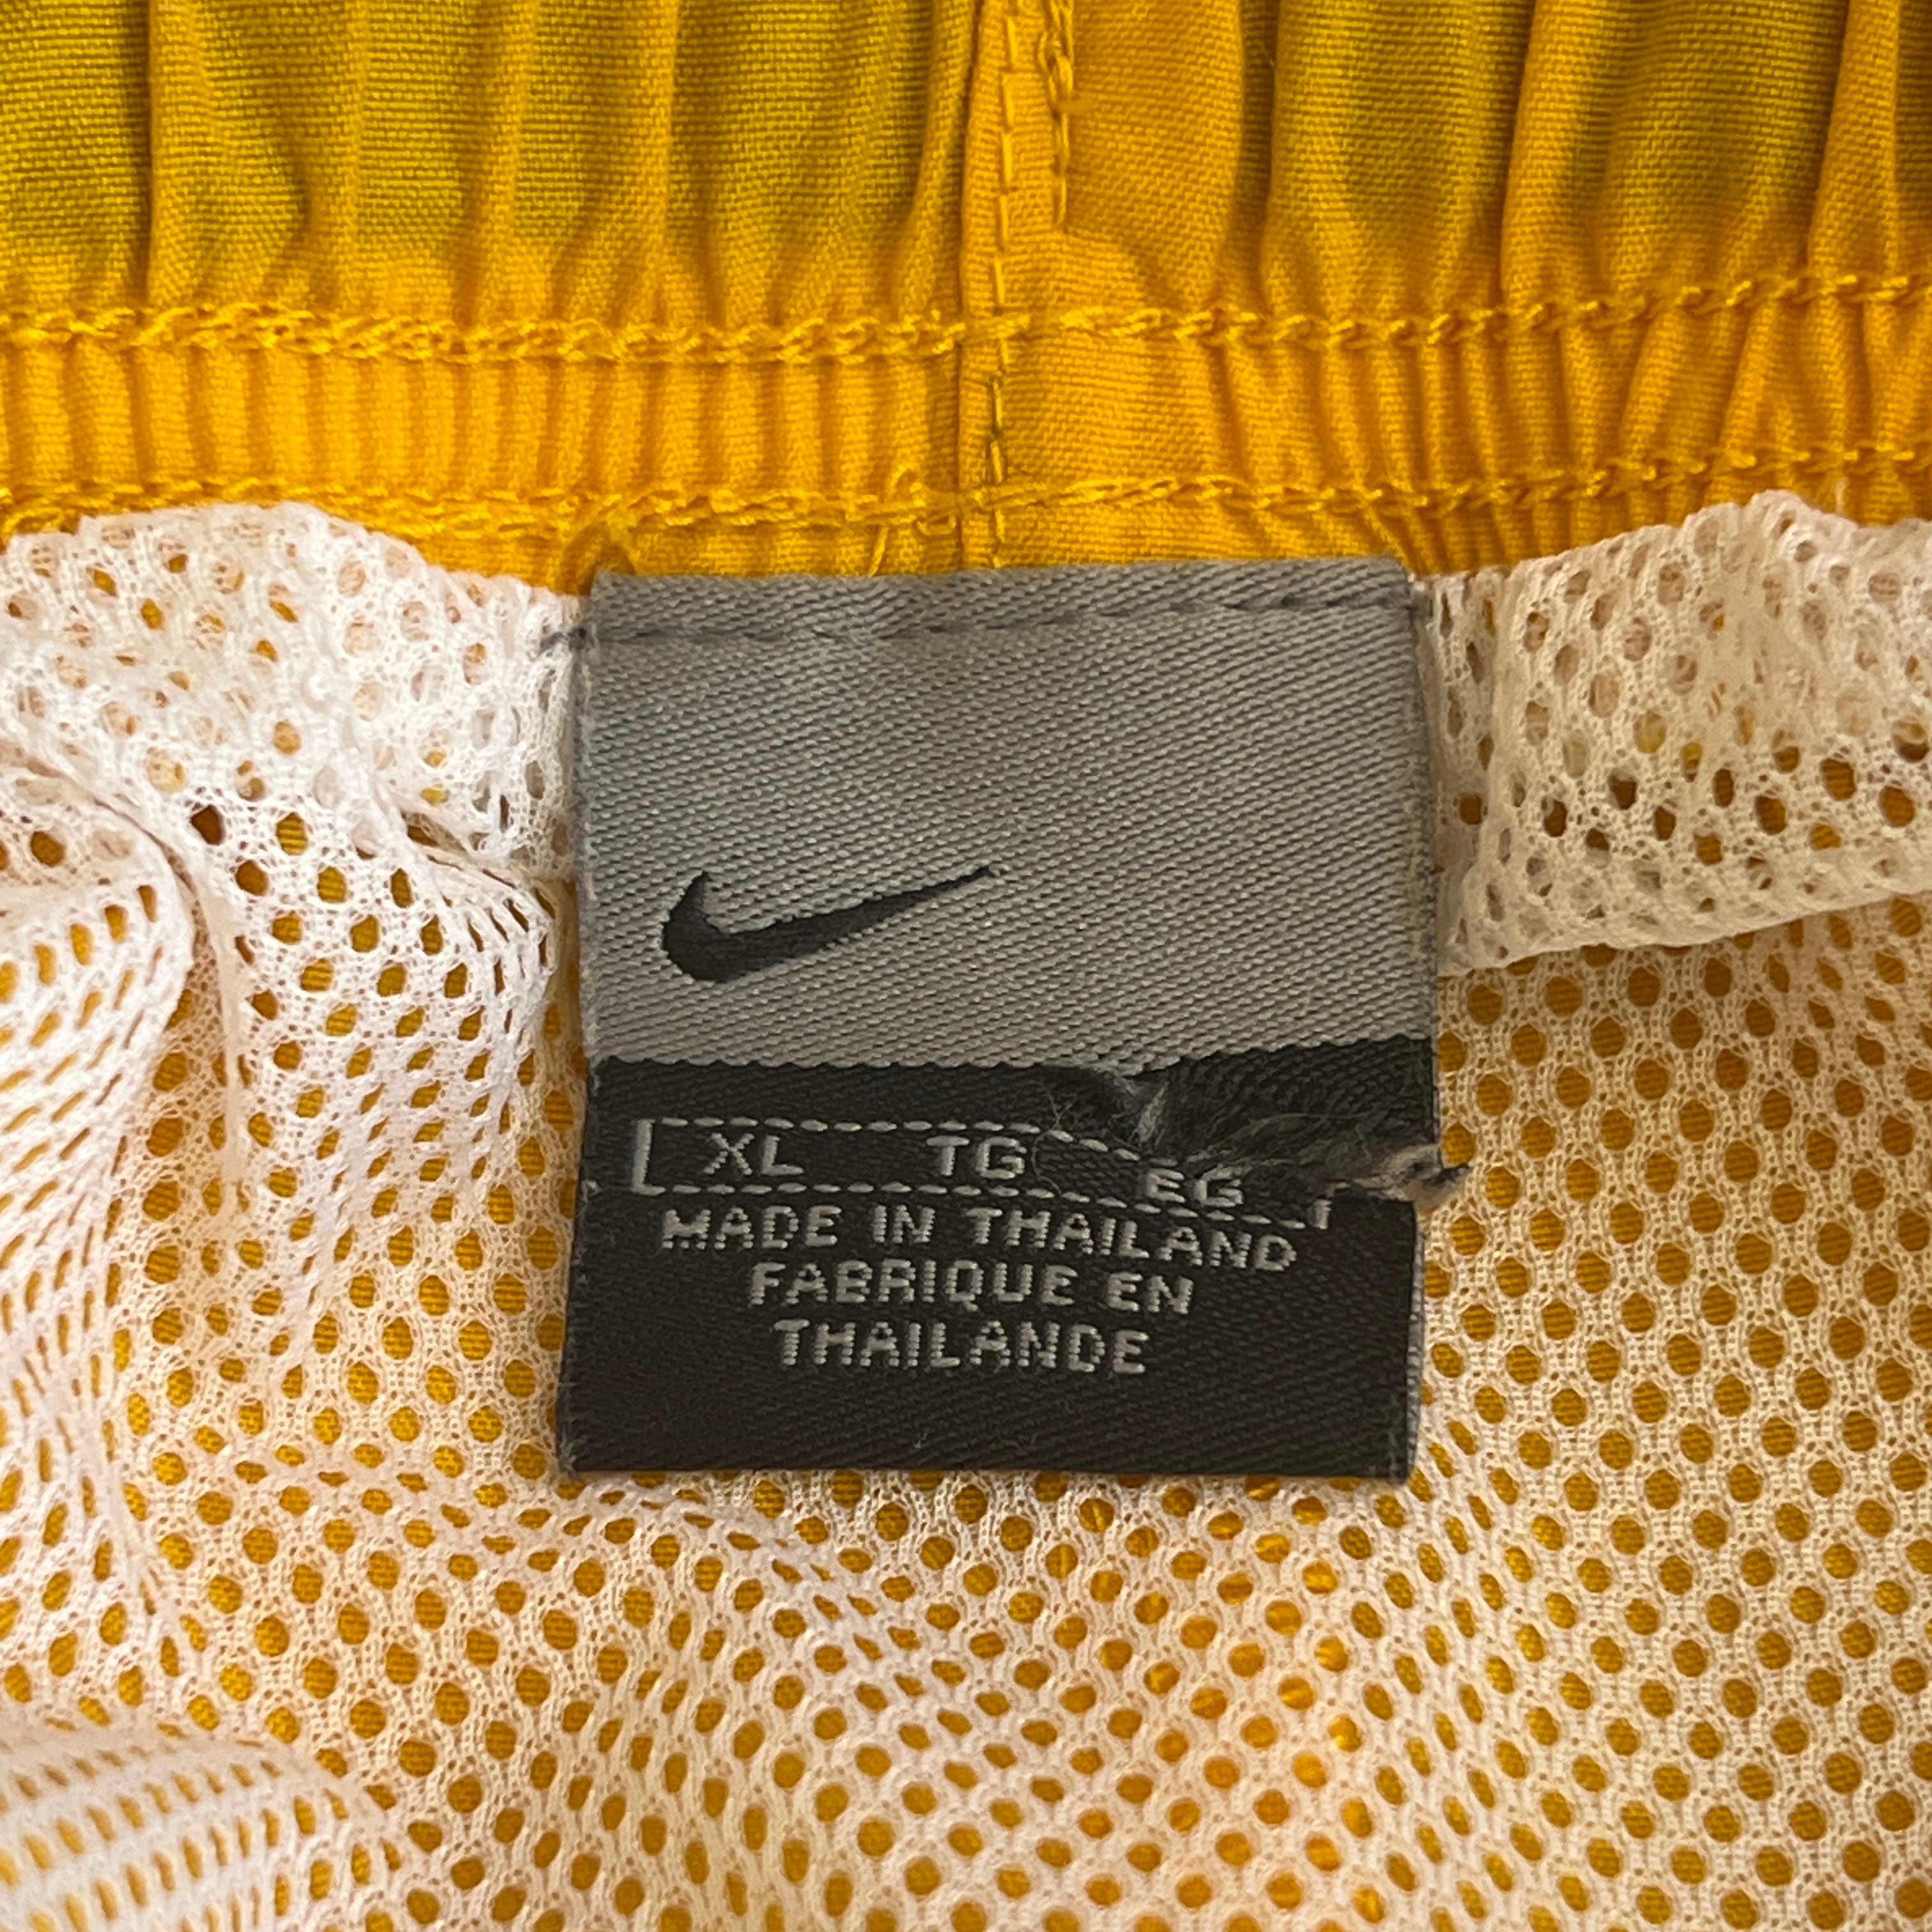 XL TG EG
MADE IN THAILAND
FABRIQUE EN
THAILANDE